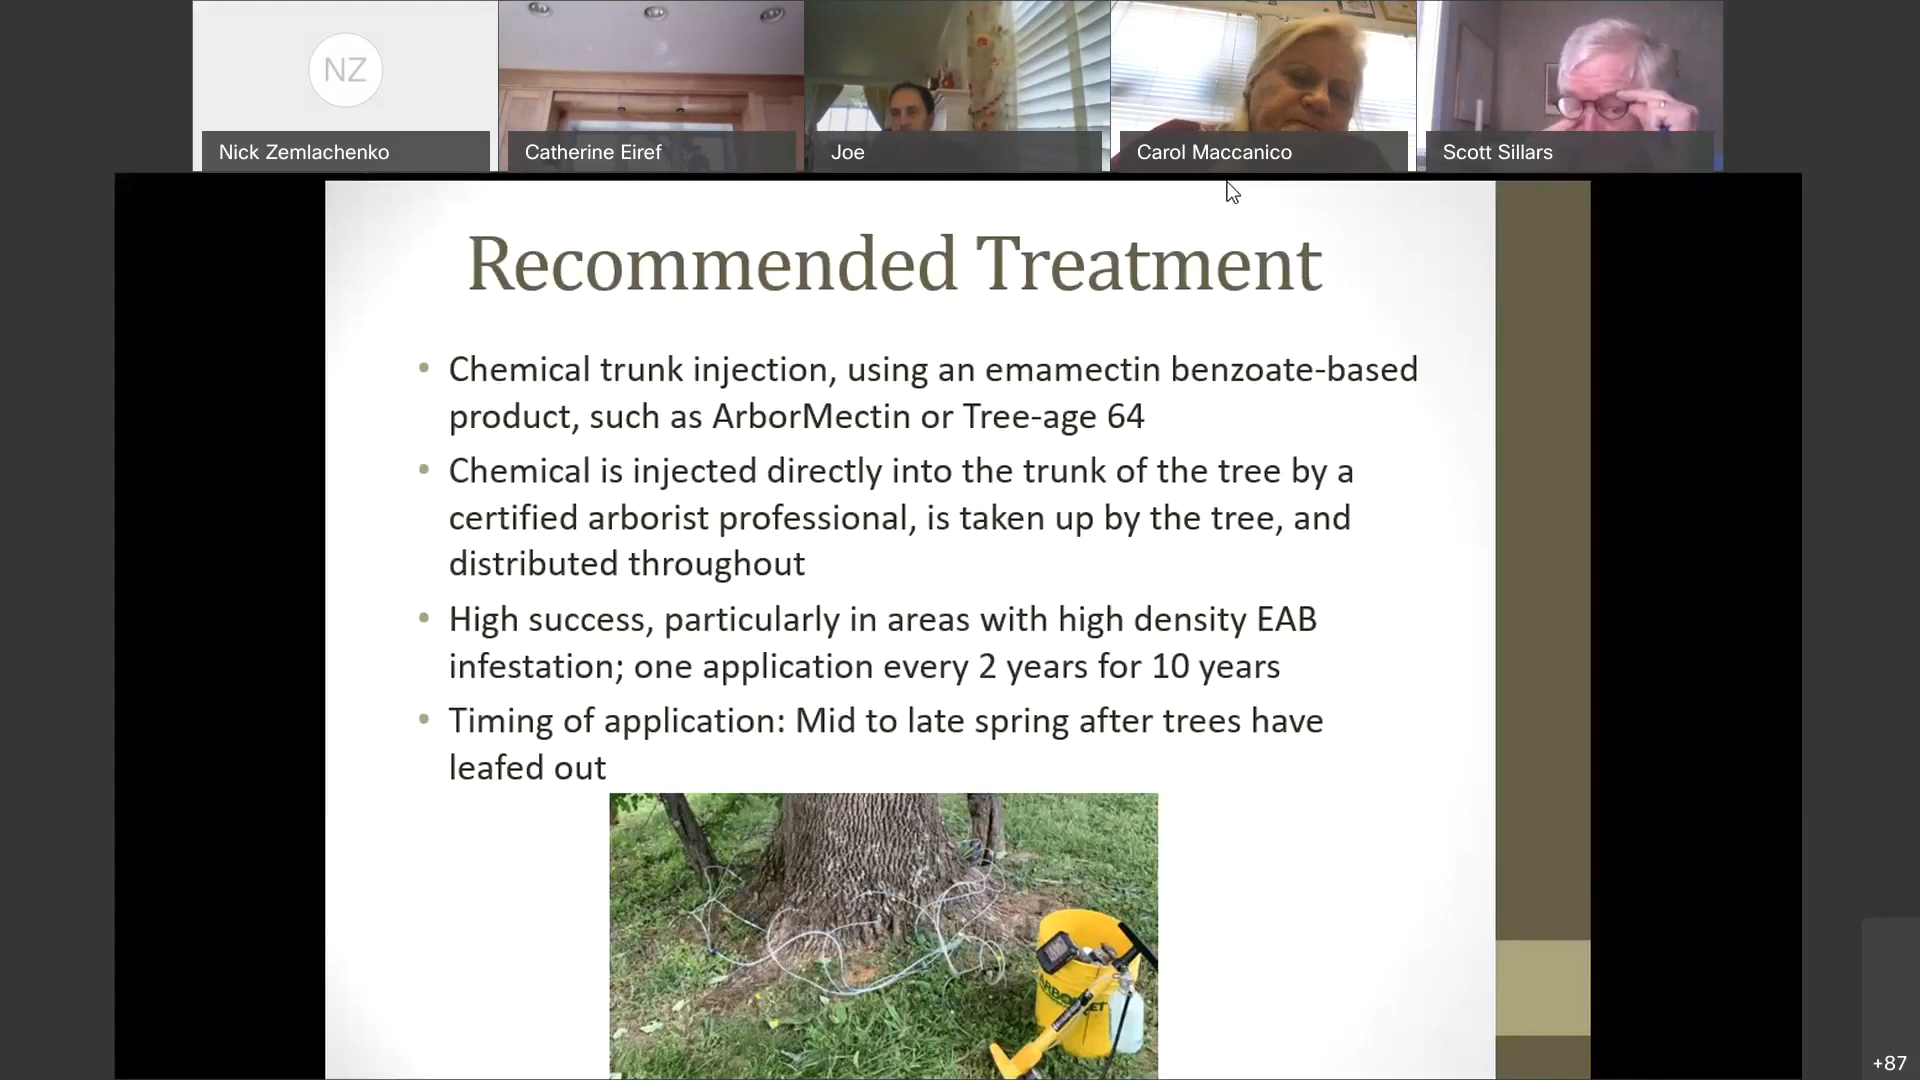 NZ
Nick Zemlachenko
Catherine Eiref
Joe
Carol Maccanico
Scott Sillars
Recommended Treatment
• Chemical trunk injection, using an emamectin benzoate-based
product, such as ArborMectin or Tree-age 64
• Chemical is injected directly into the trunk of the tree by a
certified arborist professional, is taken up by the tree, and
distributed throughout
• High success, particularly in areas with high density EAB
infestation; one application every 2 years for 10 years
• Timing of application: Mid to late spring after trees have
leafed out
+87